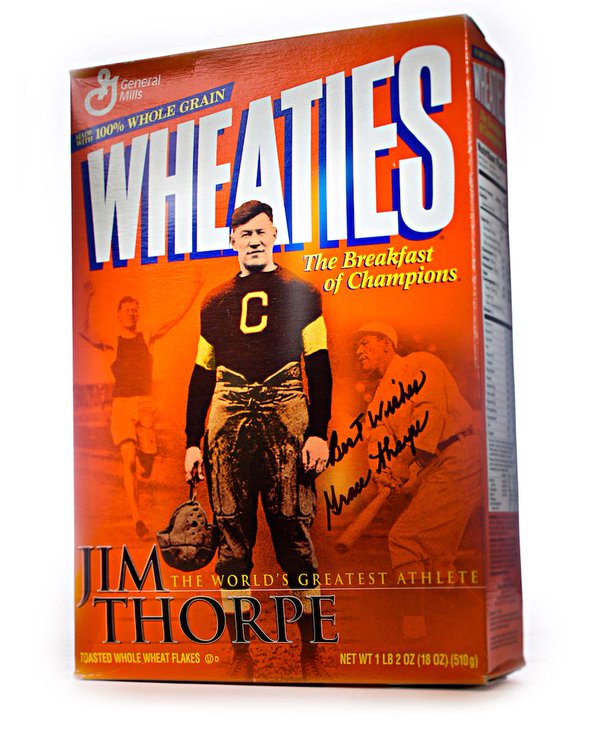 General
Mills
MADE
WITH 100% WHOLE GRAIN
WHEATIES
The Breakfast
of Champions
C
Best Wishes
Grace Thorpe
JIM
THE WORLD'S GREATEST ATHLETE
THORPE
TOASTED WHOLE WHEAT FLAKES
NET WT 1 LB 2 OZ (18 OZ) (510g)
WHEATIES